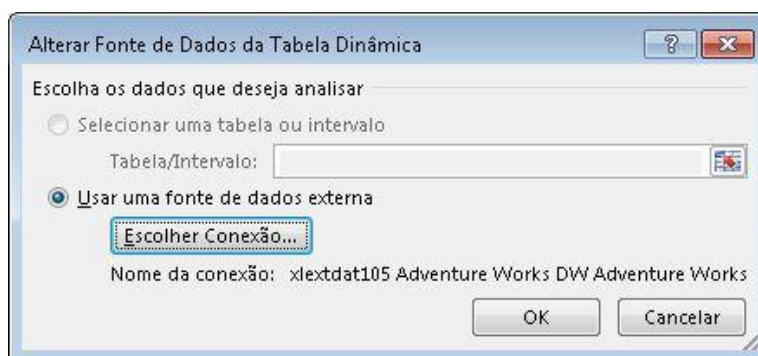 Alterar Fonte de Dados da Tabela Dinâmica
Escolha os dados que deseja analisar
Selecionar uma tabela ou intervalo
Tabela/Intervalo:
Usar uma fonte de dados externa
Escolher Conexão...
Nome da conexão: xlextdat105 Adventure Works DW Adventure Works
OK Cancelar